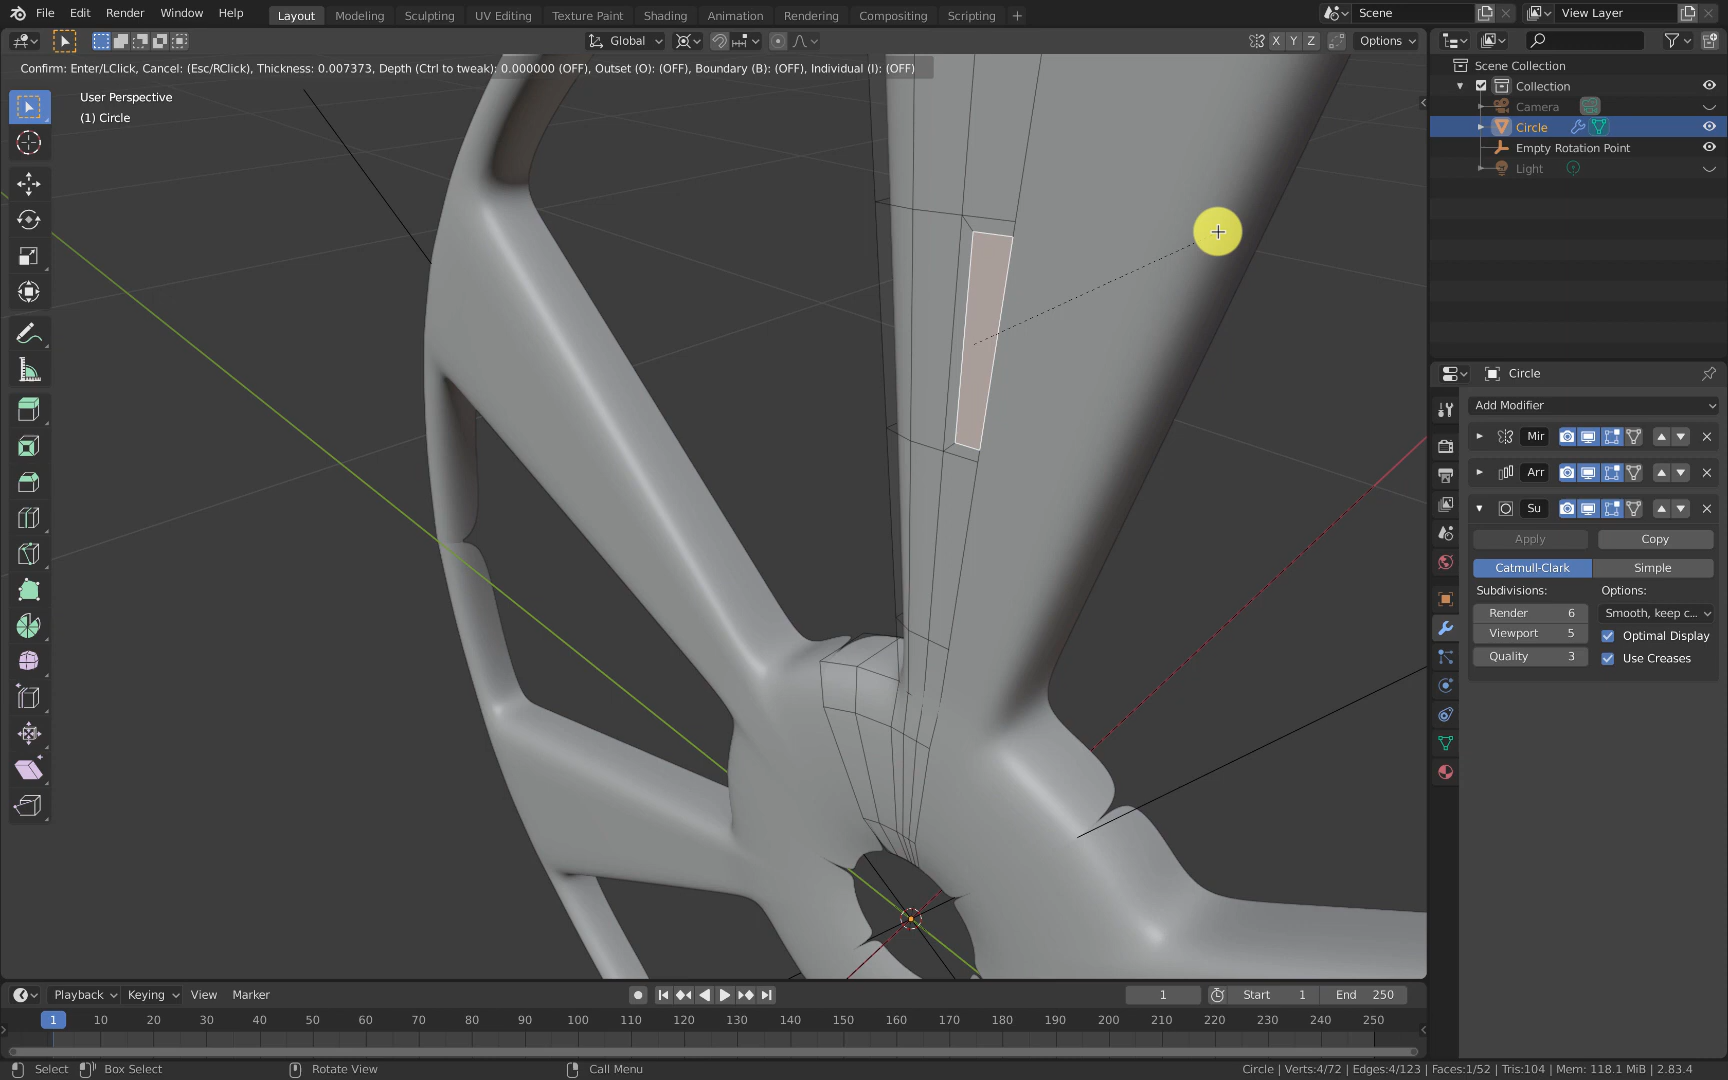 File Edit Render Window Help Layout Modeling Sculpting UV Editing Texture Paint Shading Animation Rendering Compositing Scripting + Scene View Layer
Global X Y Z Options
Confirm: Enter/LClick, Cancel: (Esc/RClick), Thickness: 0.007373, Depth (Ctrl to tweak): 0.000000 (OFF), Outset (O): (OFF), Boundary (B): (OFF), Individual (I): (OFF)
User Perspective
(1) Circle
Scene Collection
Collection
Camera
Circle
Empty Rotation Point
Light
Circle
Add Modifier
Mir
Arr
Su
Apply Copy
Catmull-Clark Simple
Subdivisions: Options:
Render 6 Smooth, keep c...
Viewport 5 Optimal Display
Quality 3 Use Creases
Playback Keying View Marker 1 Start 1 End 250
1 10 20 30 40 50 60 70 80 90 100 110 120 130 140 150 160 170 180 190 200 210 220 230 240 250
Select Box Select Rotate View Call Menu Circle | Verts:4/72 | Edges:4/123 | Faces:1/52 | Tris:104 | Mem: 118.1 MiB | 2.83.4